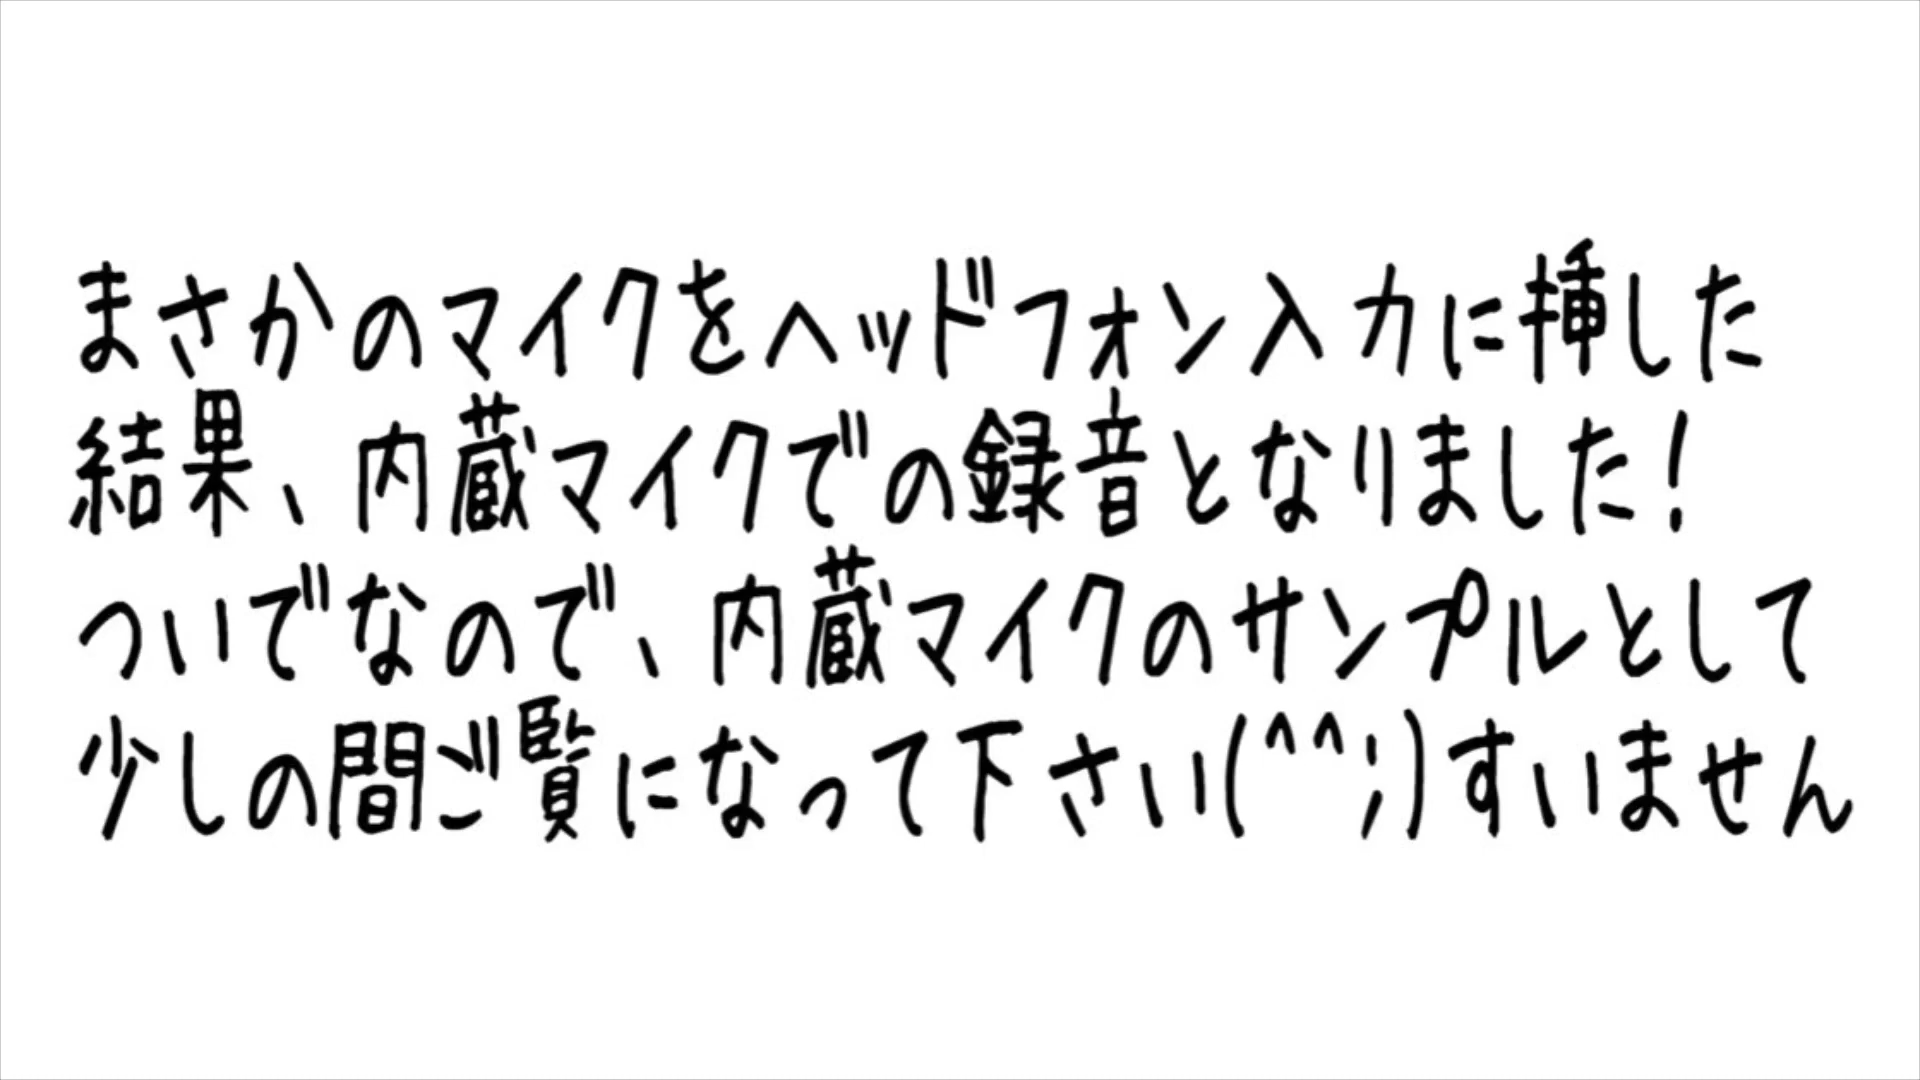 まさかのマイクをヘッドフォン入力に挿した
結果、内蔵マイクでの録音となりました！
ついでなので、内蔵マイクのサンプルとして
少しの間ご覧になって下さい(^^;)すいません